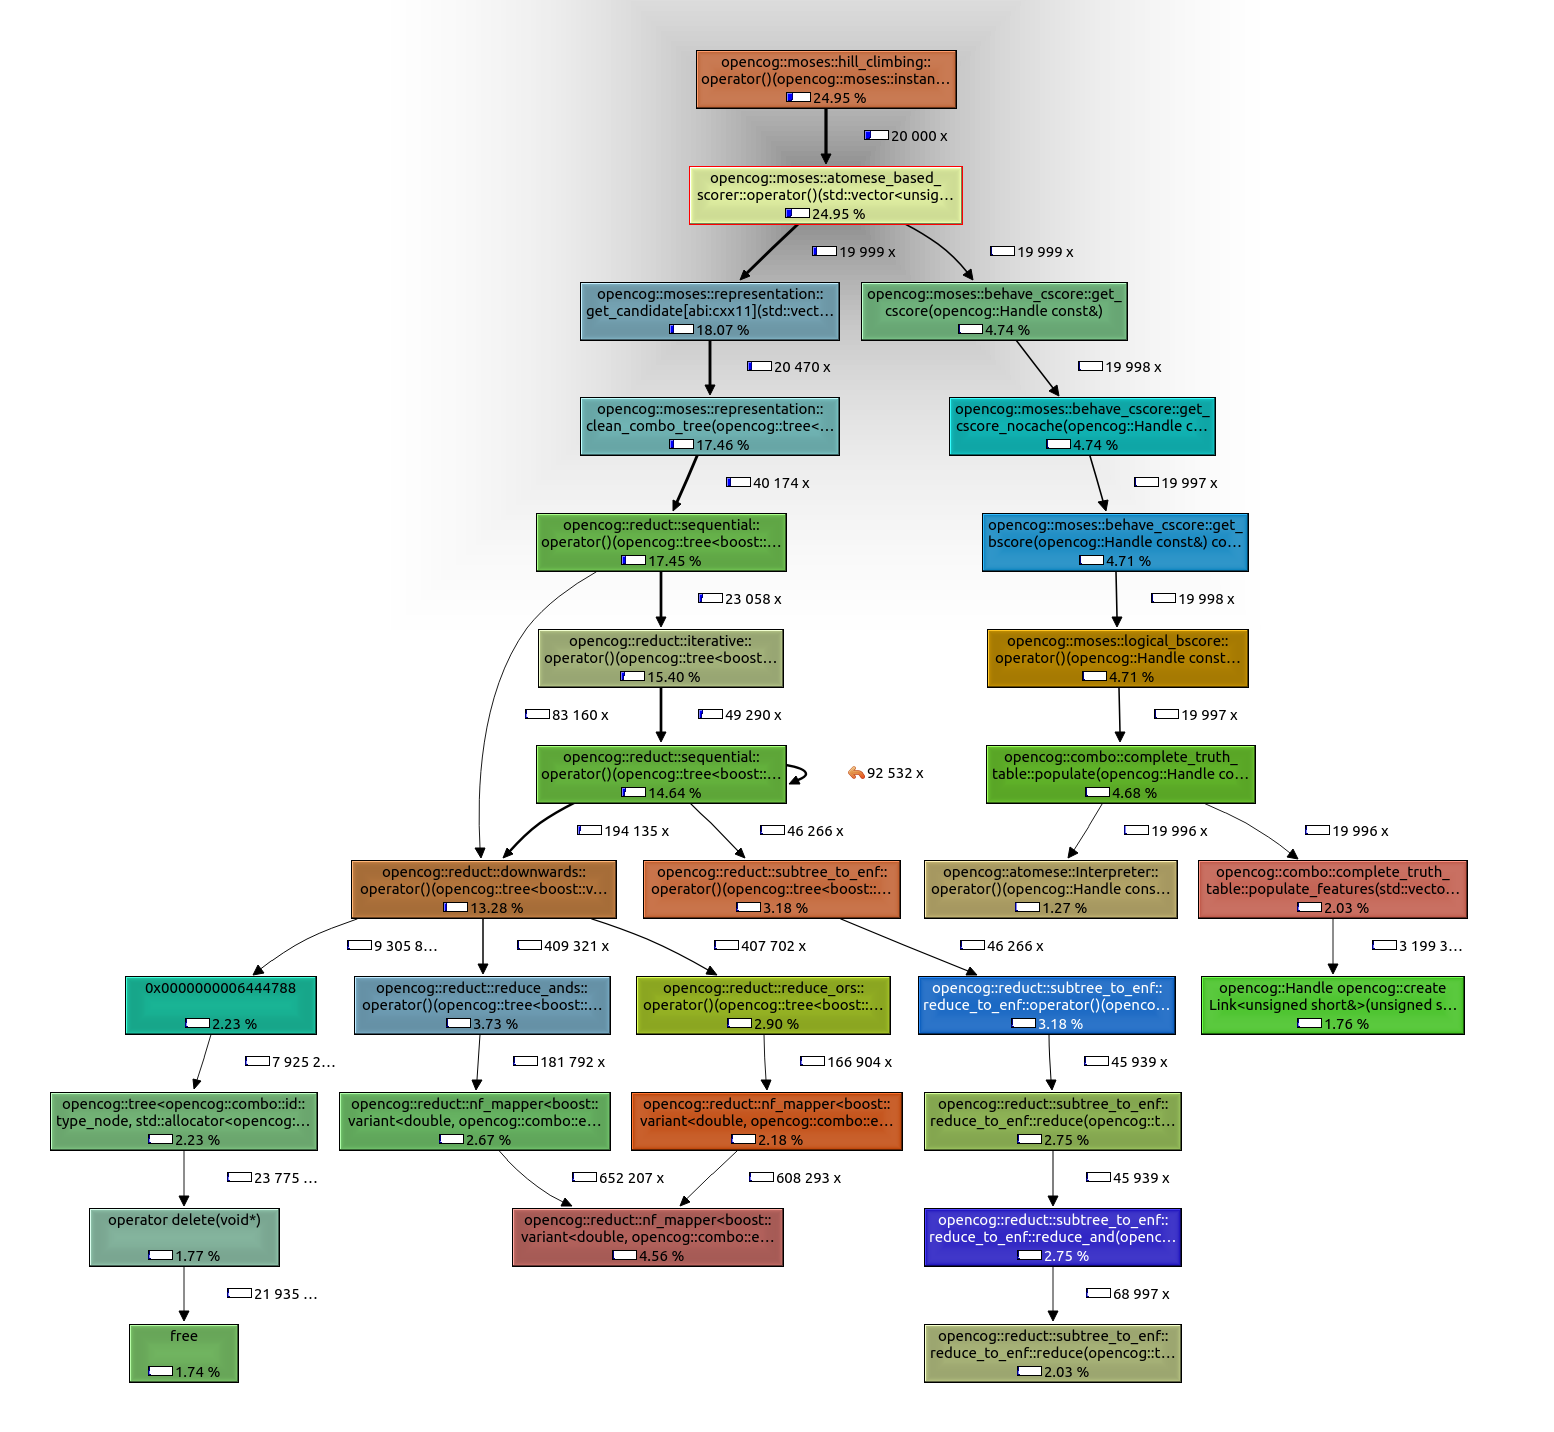 opencog::moses::hill_climbing::
operator()(opencog::moses::instan…
24.95 %
20 000 x
opencog::moses::atomese_based_
scorer::operator()(std::vector<unsig…
24.95 %
19 999 x
19 999 x
opencog::moses::representation::
get_candidate[abi:cxx11](std::vect…
18.07 %
opencog::moses::behave_cscore::get_
cscore(opencog::Handle const&)
4.74 %
20 470 x
19 998 x
opencog::moses::representation::
clean_combo_tree(opencog::tree<…
17.46 %
opencog::moses::behave_cscore::get_
cscore_nocache(opencog::Handle c…
4.74 %
40 174 x
19 997 x
opencog::reduct::sequential::
operator()(opencog::tree<boost::…
17.45 %
opencog::moses::behave_cscore::get_
bscore(opencog::Handle const&) co…
4.71 %
23 058 x
19 998 x
opencog::reduct::iterative::
operator()(opencog::tree<boost…
15.40 %
opencog::moses::logical_bscore::
operator()(opencog::Handle const…
4.71 %
83 160 x
49 290 x
19 997 x
opencog::reduct::sequential::
operator()(opencog::tree<boost::…
14.64 %
92 532 x
opencog::combo::complete_truth_
table::populate(opencog::Handle co…
4.68 %
194 135 x
46 266 x
19 996 x
19 996 x
opencog::reduct::downwards::
operator()(opencog::tree<boost::v…
13.28 %
opencog::reduct::subtree_to_enf::
operator()(opencog::tree<boost::…
3.18 %
opencog::atomese::Interpreter::
operator()(opencog::Handle cons…
1.27 %
opencog::combo::complete_truth_
table::populate_features(std::vecto…
2.03 %
9 305 8…
409 321 x
407 702 x
46 266 x
3 199 3…
0x0000000006444788
2.23 %
opencog::reduct::reduce_ands::
operator()(opencog::tree<boost::…
3.73 %
opencog::reduct::reduce_ors::
operator()(opencog::tree<boost::…
2.90 %
opencog::reduct::subtree_to_enf::
reduce_to_enf::operator()(openco…
3.18 %
opencog::Handle opencog::create
Link<unsigned short&>(unsigned s…
1.76 %
7 925 2…
181 792 x
166 904 x
45 939 x
opencog::tree<opencog::combo::id::
type_node, std::allocator<opencog:…
2.23 %
opencog::reduct::nf_mapper<boost::
variant<double, opencog::combo::e…
2.67 %
opencog::reduct::nf_mapper<boost::
variant<double, opencog::combo::e…
2.18 %
opencog::reduct::subtree_to_enf::
reduce_to_enf::reduce(opencog::t…
2.75 %
23 775 …
652 207 x
608 293 x
45 939 x
operator delete(void*)
1.77 %
opencog::reduct::nf_mapper<boost::
variant<double, opencog::combo::e…
4.56 %
opencog::reduct::subtree_to_enf::
reduce_to_enf::reduce_and(openc…
2.75 %
21 935 …
68 997 x
free
1.74 %
opencog::reduct::subtree_to_enf::
reduce_to_enf::reduce(opencog::t…
2.03 %